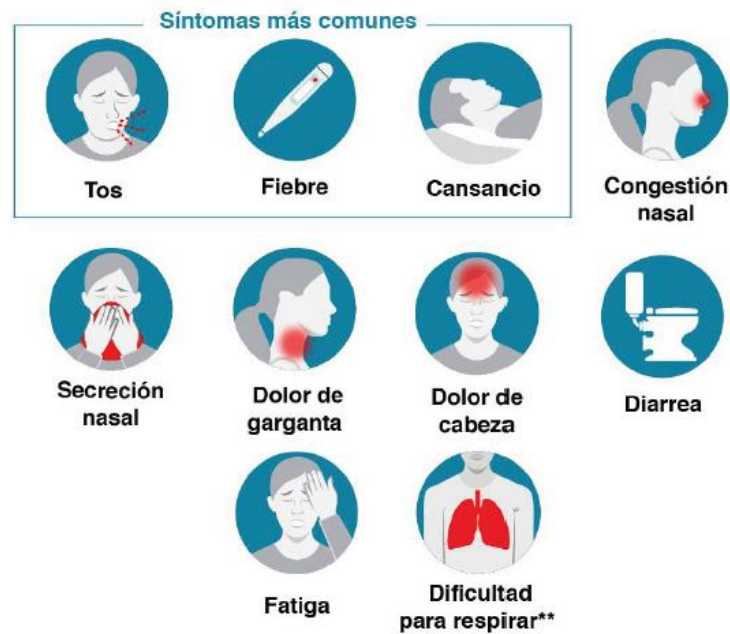 Síntomas más comunes
Tos
Fiebre
Cansancio
Congestión
nasal
Secreción
nasal
Dolor de
garganta
Dolor de
cabeza
Diarrea
Fatiga
Dificultad
para respirar**